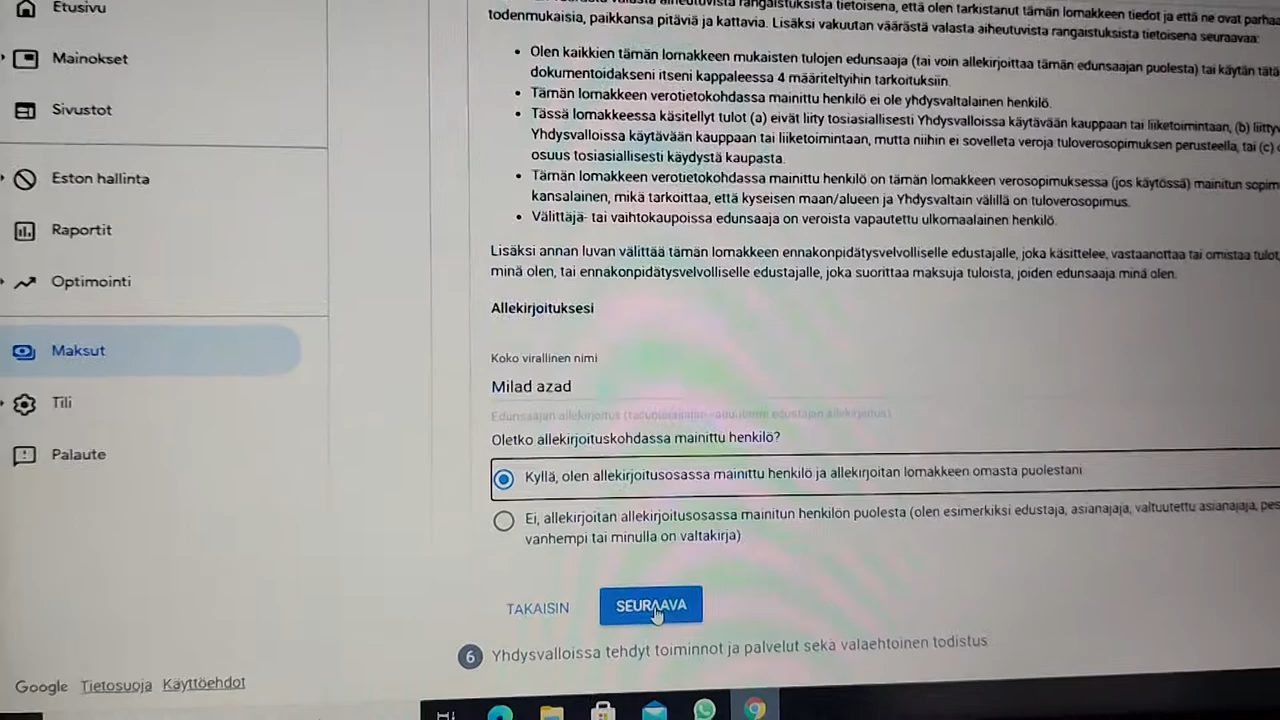 Etusivu
Mainokset
Sivustot
Eston hallinta
Raportit
Optimointi
Maksut
Tili
Palaute
Google Tietosuoja Käyttöehdot
rangaistuksista tietoisena, että olen tarkistanut tämän lomakkeen tiedot ja että ne ovat parhaa
todenmukaisia, paikkansa pitäviä ja kattavia. Lisäksi vakuutan väärästä valasta aiheutuvista rangaistuksista tietoisena seuraavaa:
• Olen kaikkien tämän lomakkeen mukaisten tulojen edunsaaja (tai voin allekirjoittaa tämän edunsaajan puolesta) tai käytän tätä
dokumentoidakseni itseni kappaleessa 4 määriteltyihin tarkoituksiin.
• Tämän lomakkeen verotietokohdassa mainittu henkilö ei ole yhdysvaltalainen henkilö.
• Tässä lomakkeessa käsitellyt tulot (a) eivät liity tosiasiallisesti Yhdysvalloissa käytävään kauppaan tai liiketoimintaan, (b) liitty
Yhdysvalloissa käytävään kauppaan tai liiketoimintaan, mutta niihin ei sovelleta veroja tuloverosopimuksen perusteella, tai (c)
osuus tosiasiallisesti käydystä kaupasta.
• Tämän lomakkeen verotietokohdassa mainittu henkilö on tämän lomakkeen verosopimuksessa (jos käytössä) mainitun sopim
kansalainen, mikä tarkoittaa, että kyseisen maan/alueen ja Yhdysvaltain välillä on tuloverosopimus.
• Välittäjä- tai vaihtokaupoissa edunsaaja on veroista vapautettu ulkomaalainen henkilö.
Lisäksi annan luvan välittää tämän lomakkeen ennakonpidätysvelvolliselle edustajalle, joka käsittelee, vastaanottaa tai omistaa tulot,
minä olen, tai ennakonpidätysvelvolliselle edustajalle, joka suorittaa maksuja tuloista, joiden edunsaaja minä olen.
Allekirjoituksesi
Koko virallinen nimi
Milad azad
Edunsaajan allekirjoitus edustajan allekirjoitus)
Oletko allekirjoituskohdassa mainittu henkilö?
Kyllä, olen allekirjoitusosassa mainittu henkilö ja allekirjoitan lomakkeen omasta puolestani
Ei, allekirjoitan allekirjoitusosassa mainitun henkilön puolesta (olen esimerkiksi edustaja, asianajaja, valtuutettu asianajaja, pes
vanhempi tai minulla on valtakirja)
TAKAISIN SEURAAVA
6 Yhdysvalloissa tehdyt toiminnot ja palvelut sekä valaehtoinen todistus